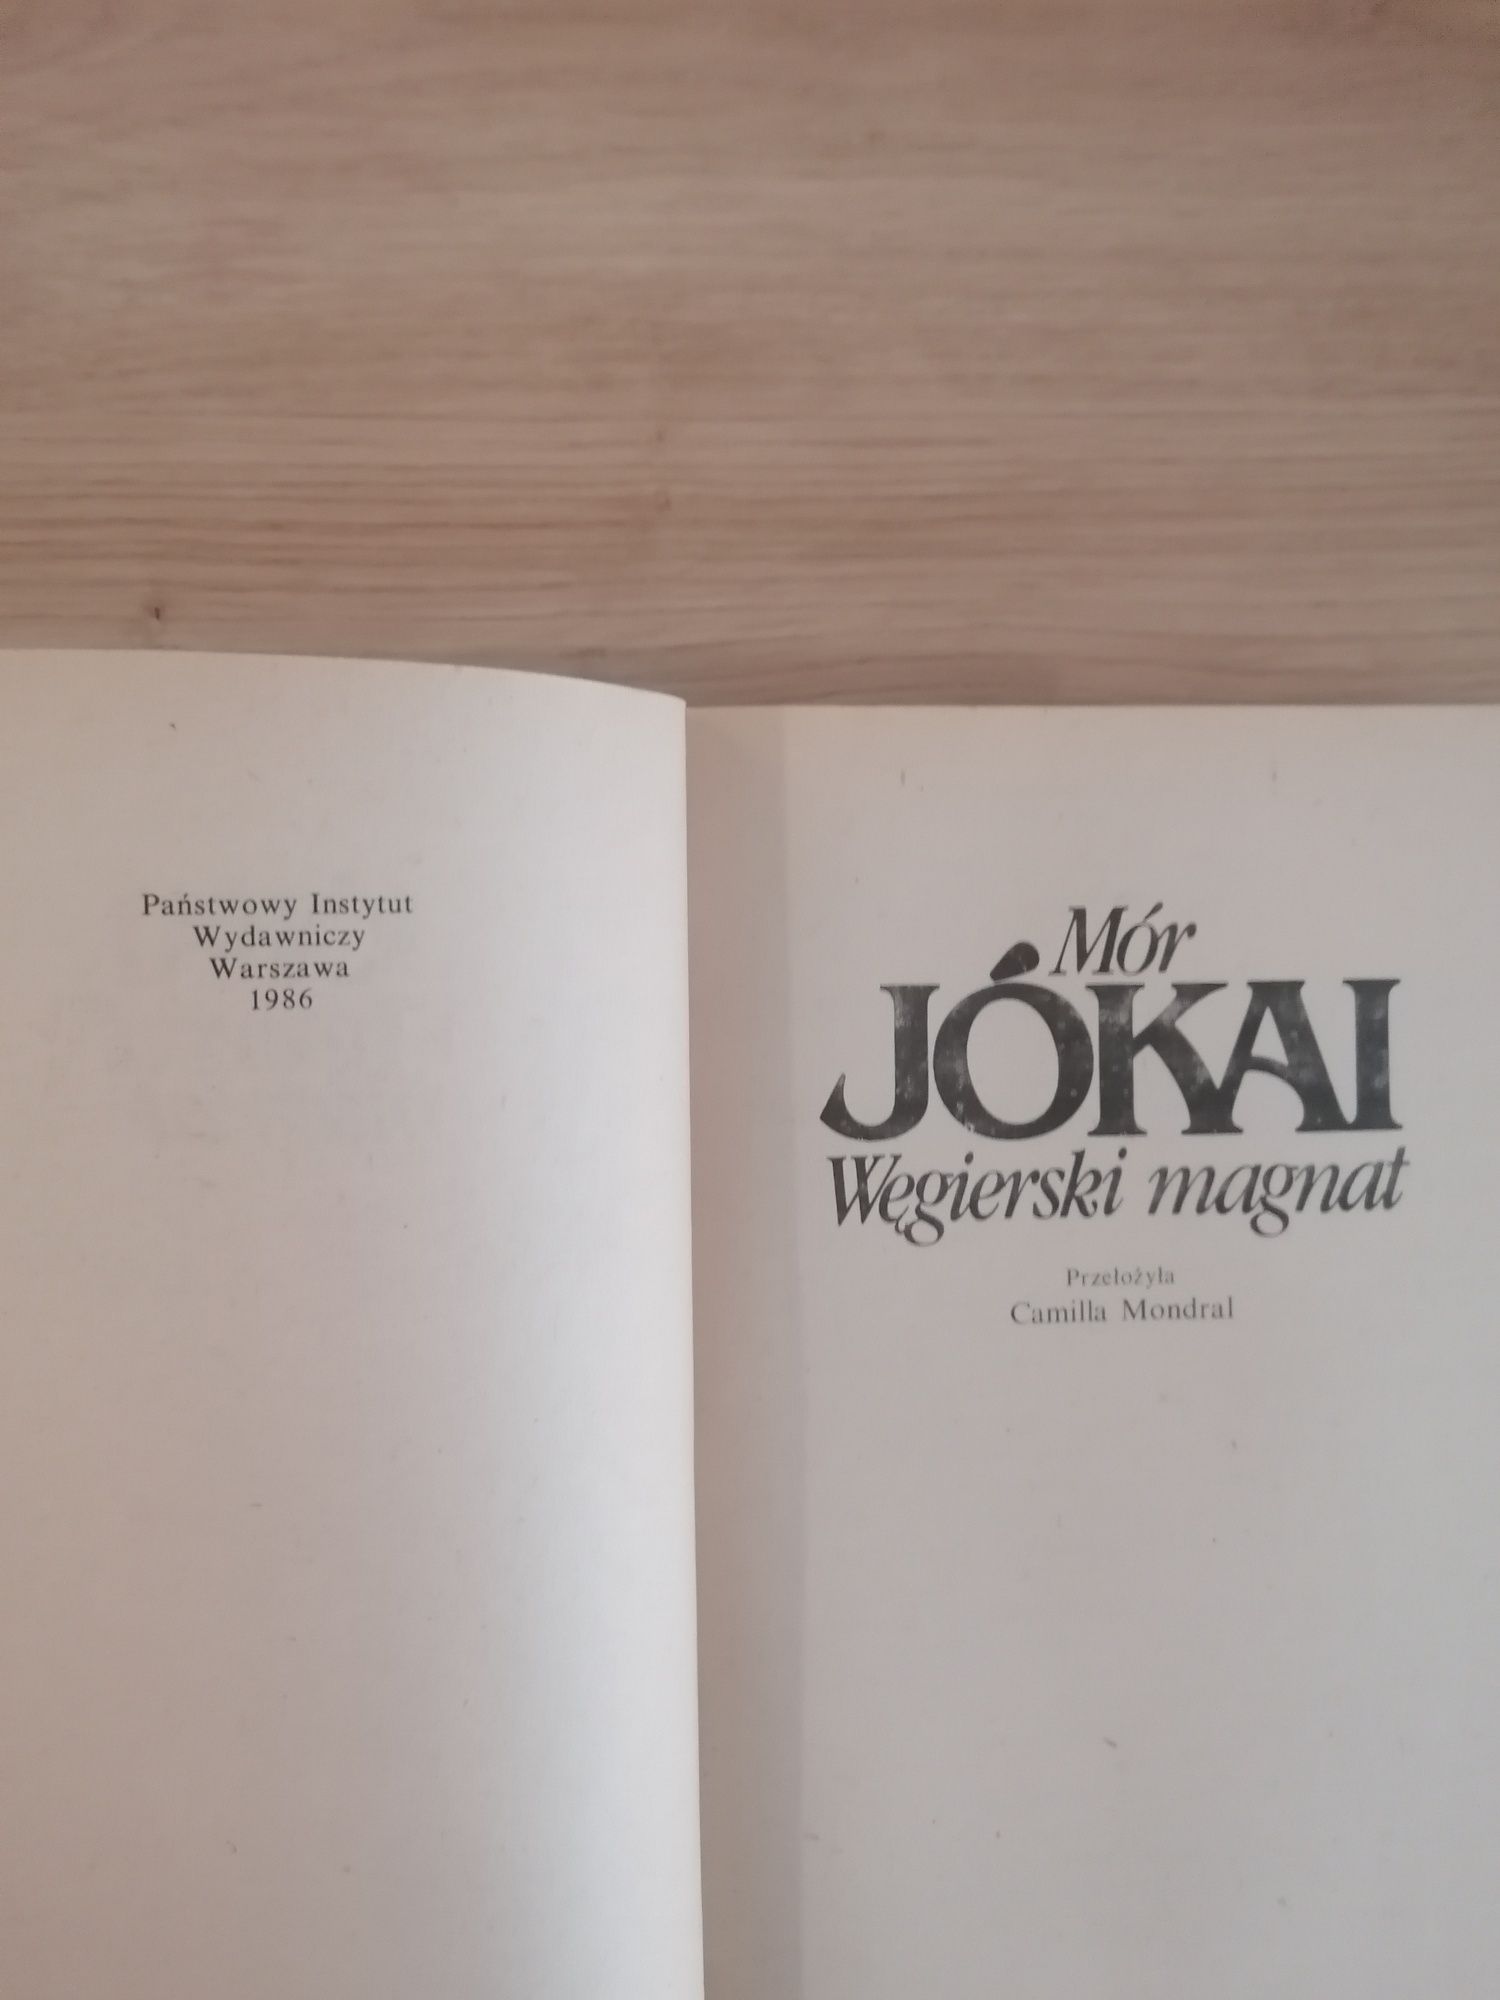 Państwowy Instytut
Wydawniczy
Warszawa
1986
Mór
JÓKAI
Węgierski magnat
Przełożyła
Camilla Mondral